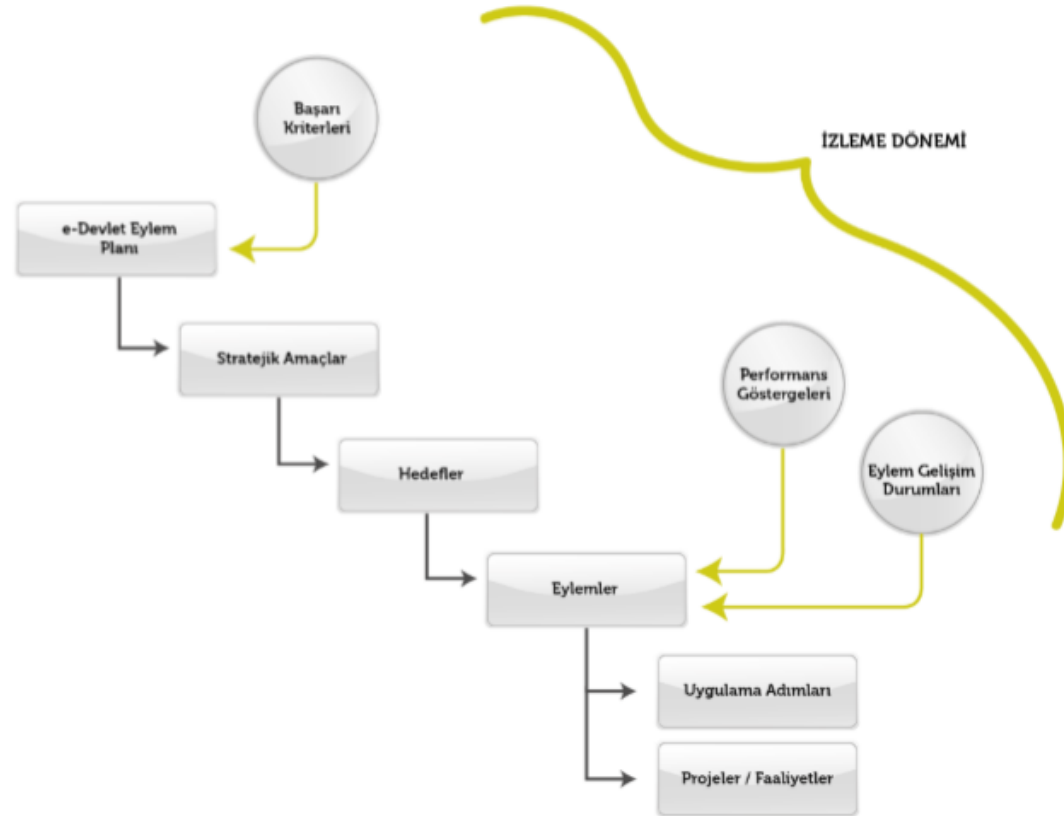 Başarı
Kriterleri
İZLEME DÖNEMİ
e-Devlet Eylem
Planı
Stratejik Amaçlar
Performans
Göstergeleri
Hedefler
Eylem Gelişim
Durumları
Eylemler
Uygulama Adımları
Projeler / Faaliyetler